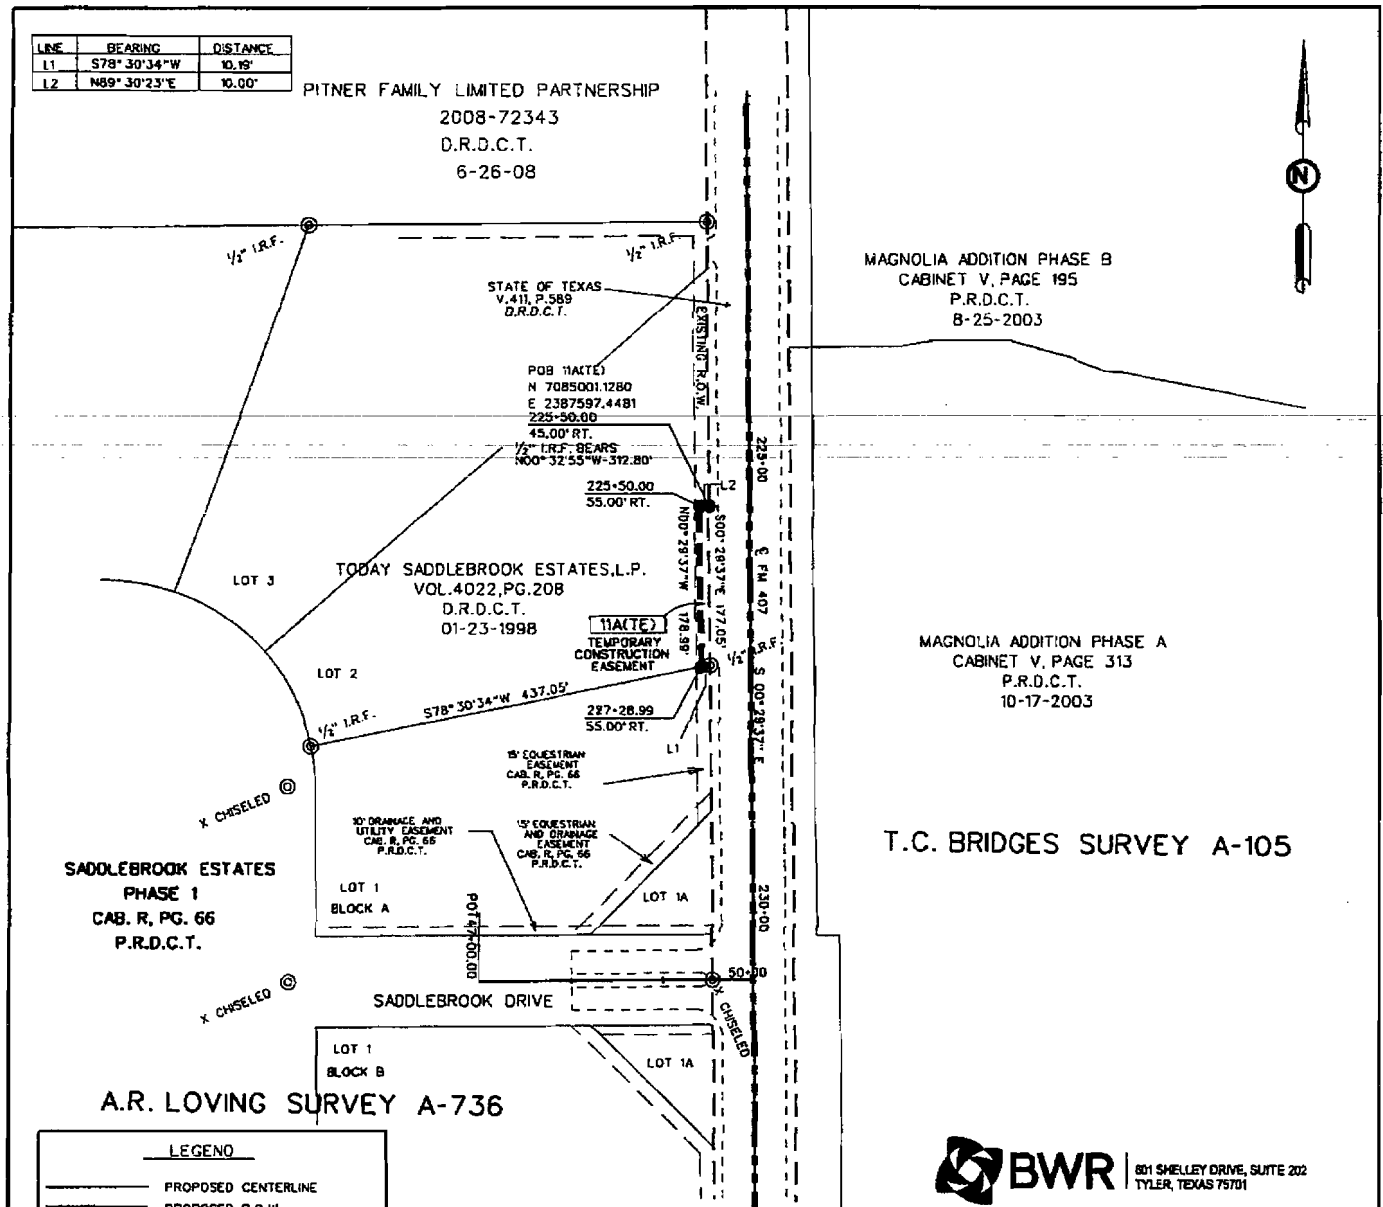 LINE BEARING DISTANCE
L1 S78°30'34"W 10.19'
L2 N89°30'23"E 10.00'
PITNER FAMILY LIMITED PARTNERSHIP
2008-72343
D.R.D.C.T.
6-26-08
N
1/2" I.R.F.
1/2" I.R.F.
MAGNOLIA ADDITION PHASE B
CABINET V, PAGE 195
P.R.D.C.T.
8-25-2003
STATE OF TEXAS
V.411, P.589
D.R.D.C.T.
EXISTING R.O.W.
POB 11A(TE)
N 7085001.1280
E 2387597.4481
225+50.00
45.00' RT.
1/2" I.R.F. BEARS
N00°32'55"W-312.80'
225+00
225+50.00
55.00' RT.
L2
N00°29'37"W 178.99'
S00°29'37"E 177.05'
℄ FM 407
S 00°29'37" E
LOT 3
TODAY SADDLEBROOK ESTATES,L.P.
VOL.4022,PG.208
D.R.D.C.T.
01-23-1998
11A(TE)
TEMPORARY
CONSTRUCTION
EASEMENT
1/2" I.R.F.
MAGNOLIA ADDITION PHASE A
CABINET V, PAGE 313
P.R.D.C.T.
10-17-2003
LOT 2
S78°30'34"W 437.05'
1/2" I.R.F.
227+28.99
55.00' RT.
L1
15' EQUESTRIAN
EASEMENT
CAB. R, PG. 66
P.R.D.C.T.
X CHISELED
10' DRAINAGE AND
UTILITY EASEMENT
CAB. R, PG. 66
P.R.D.C.T.
15' EQUESTRIAN
AND DRAINAGE
EASEMENT
CAB. R, PG. 66
P.R.D.C.T.
T.C. BRIDGES SURVEY A-105
SADDLEBROOK ESTATES
PHASE 1
CAB. R, PG. 66
P.R.D.C.T.
LOT 1
BLOCK A
LOT 1A
230+00
POT 47+00.00
50+00
X CHISELED
SADDLEBROOK DRIVE
X CHISELED
LOT 1
BLOCK B
LOT 1A
A.R. LOVING SURVEY A-736
LEGEND
PROPOSED CENTERLINE
PROPOSED R.O.W.
BWR
601 SHELLEY DRIVE, SUITE 202
TYLER, TEXAS 75701